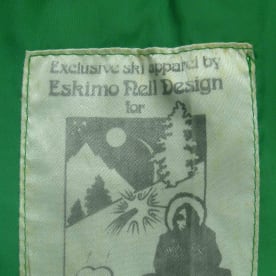 Exclusive ski apparel by
Eskimo Nell Design
for